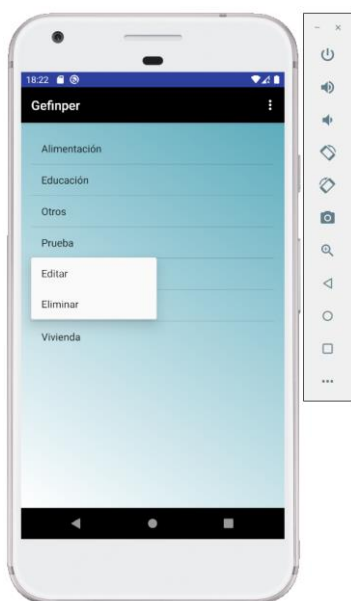 18:22
Gefinper
Alimentación
Educación
Otros
Prueba
Editar
Eliminar
Vivienda